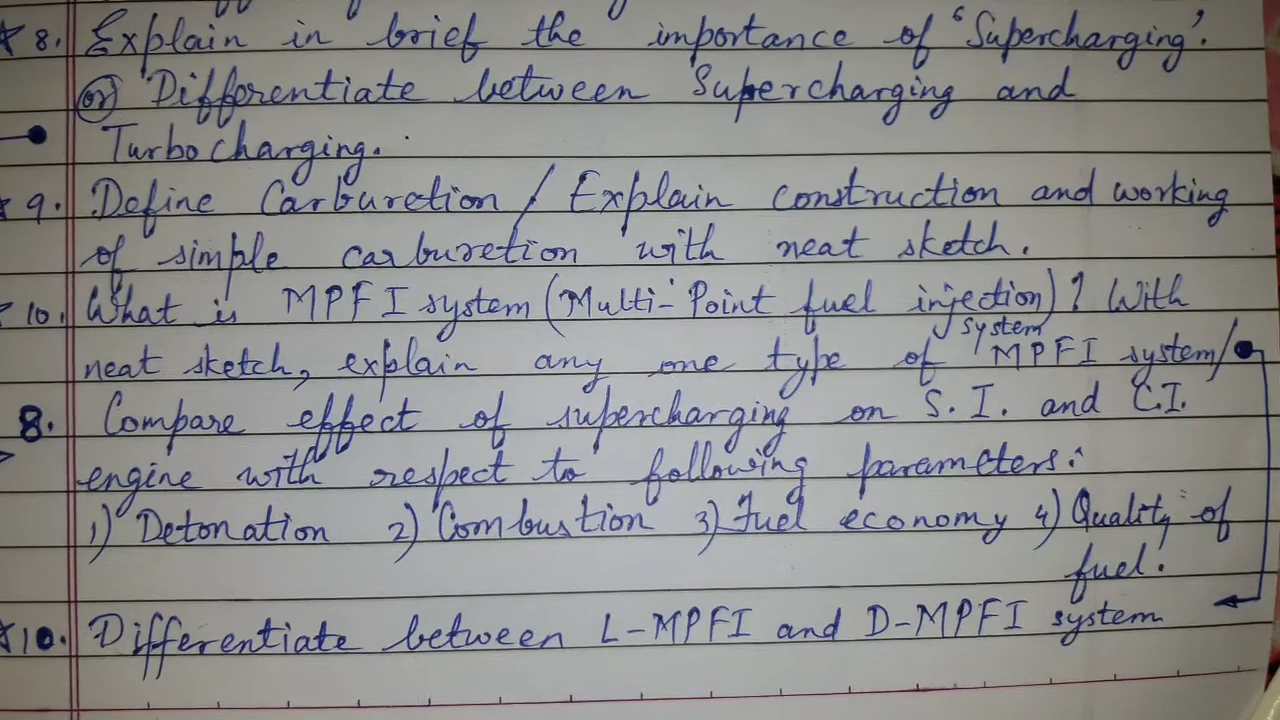 * 8. Explain in brief the importance of 'Supercharging'.
(or) Differentiate between Supercharging and
Turbocharging.
* 9. Define Carburetion / Explain construction and working
of simple carburetion with neat sketch.
* 10. What is MPFI system (Multi-Point fuel injection)? With
system
neat sketch, explain any one type of MPFI system/
8. Compare effect of supercharging on S.I. and C.I.
engine with respect to following parameters:
1) Detonation 2) Combustion 3) Fuel economy 4) Quality of
fuel.
*10. Differentiate between L-MPFI and D-MPFI system